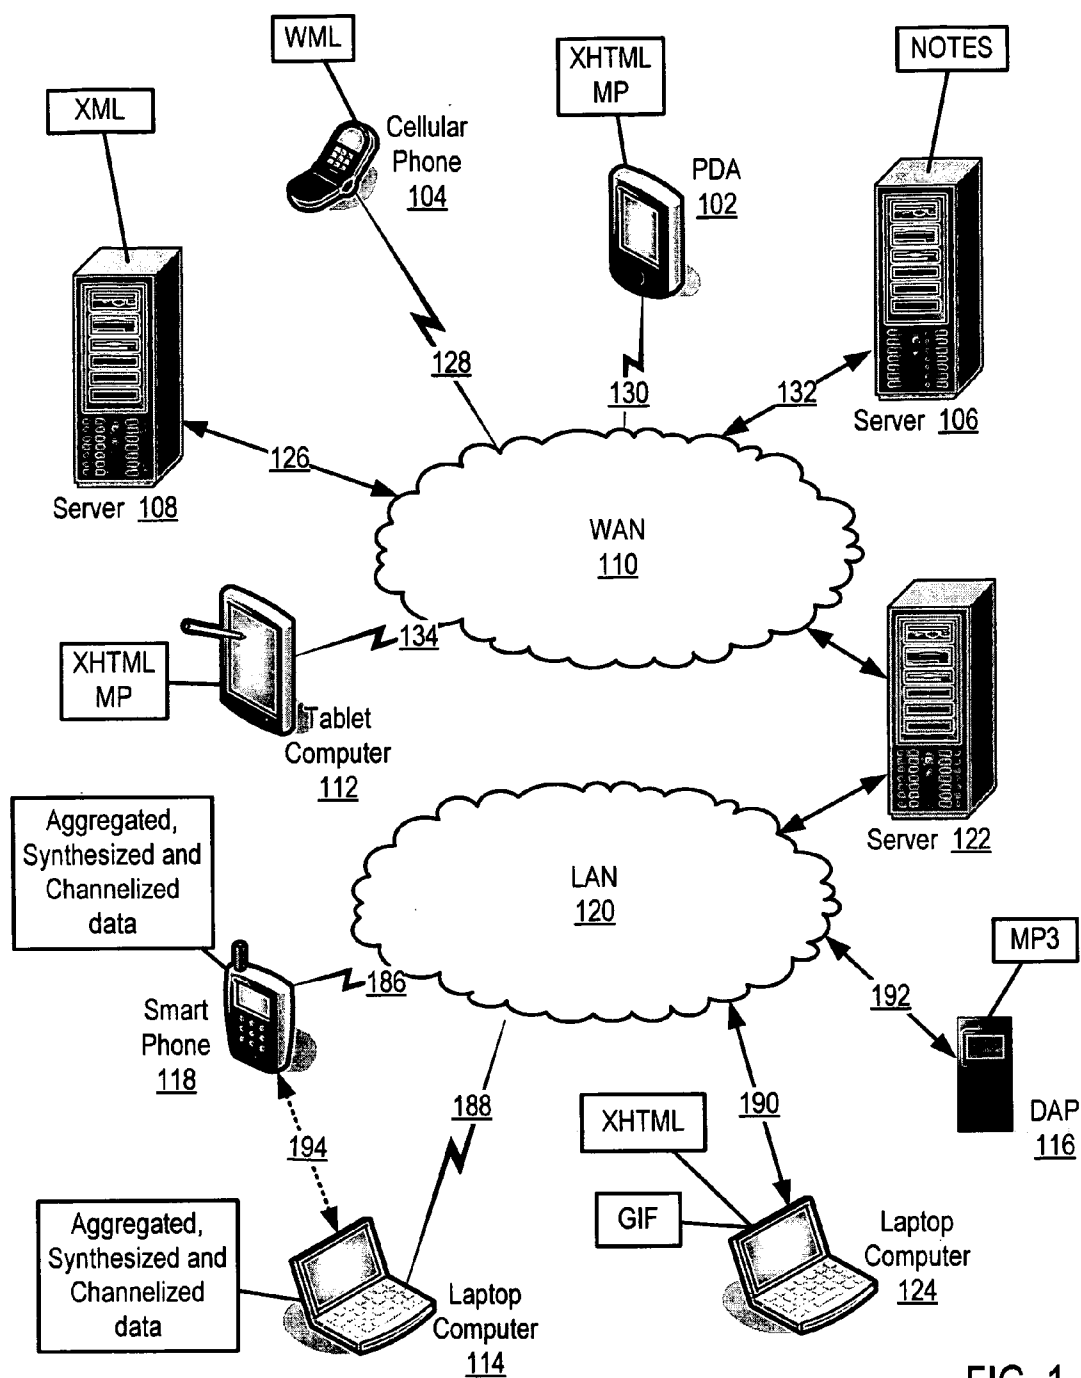 WML
XHTML
MP
NOTES
XML
Cellular
Phone
104
PDA
102
128
130
132
Server 106
126
Server 108
WAN
110
134
XHTML
MP
Tablet
Computer
112
Server 122
Aggregated,
Synthesized and
Channelized
data
LAN
120
MP3
186
192
Smart
Phone
118
188
190
XHTML
DAP
116
194
GIF
Aggregated,
Synthesized and
Channelized
data
Laptop
Computer
124
Laptop
Computer
114
FIG. 1